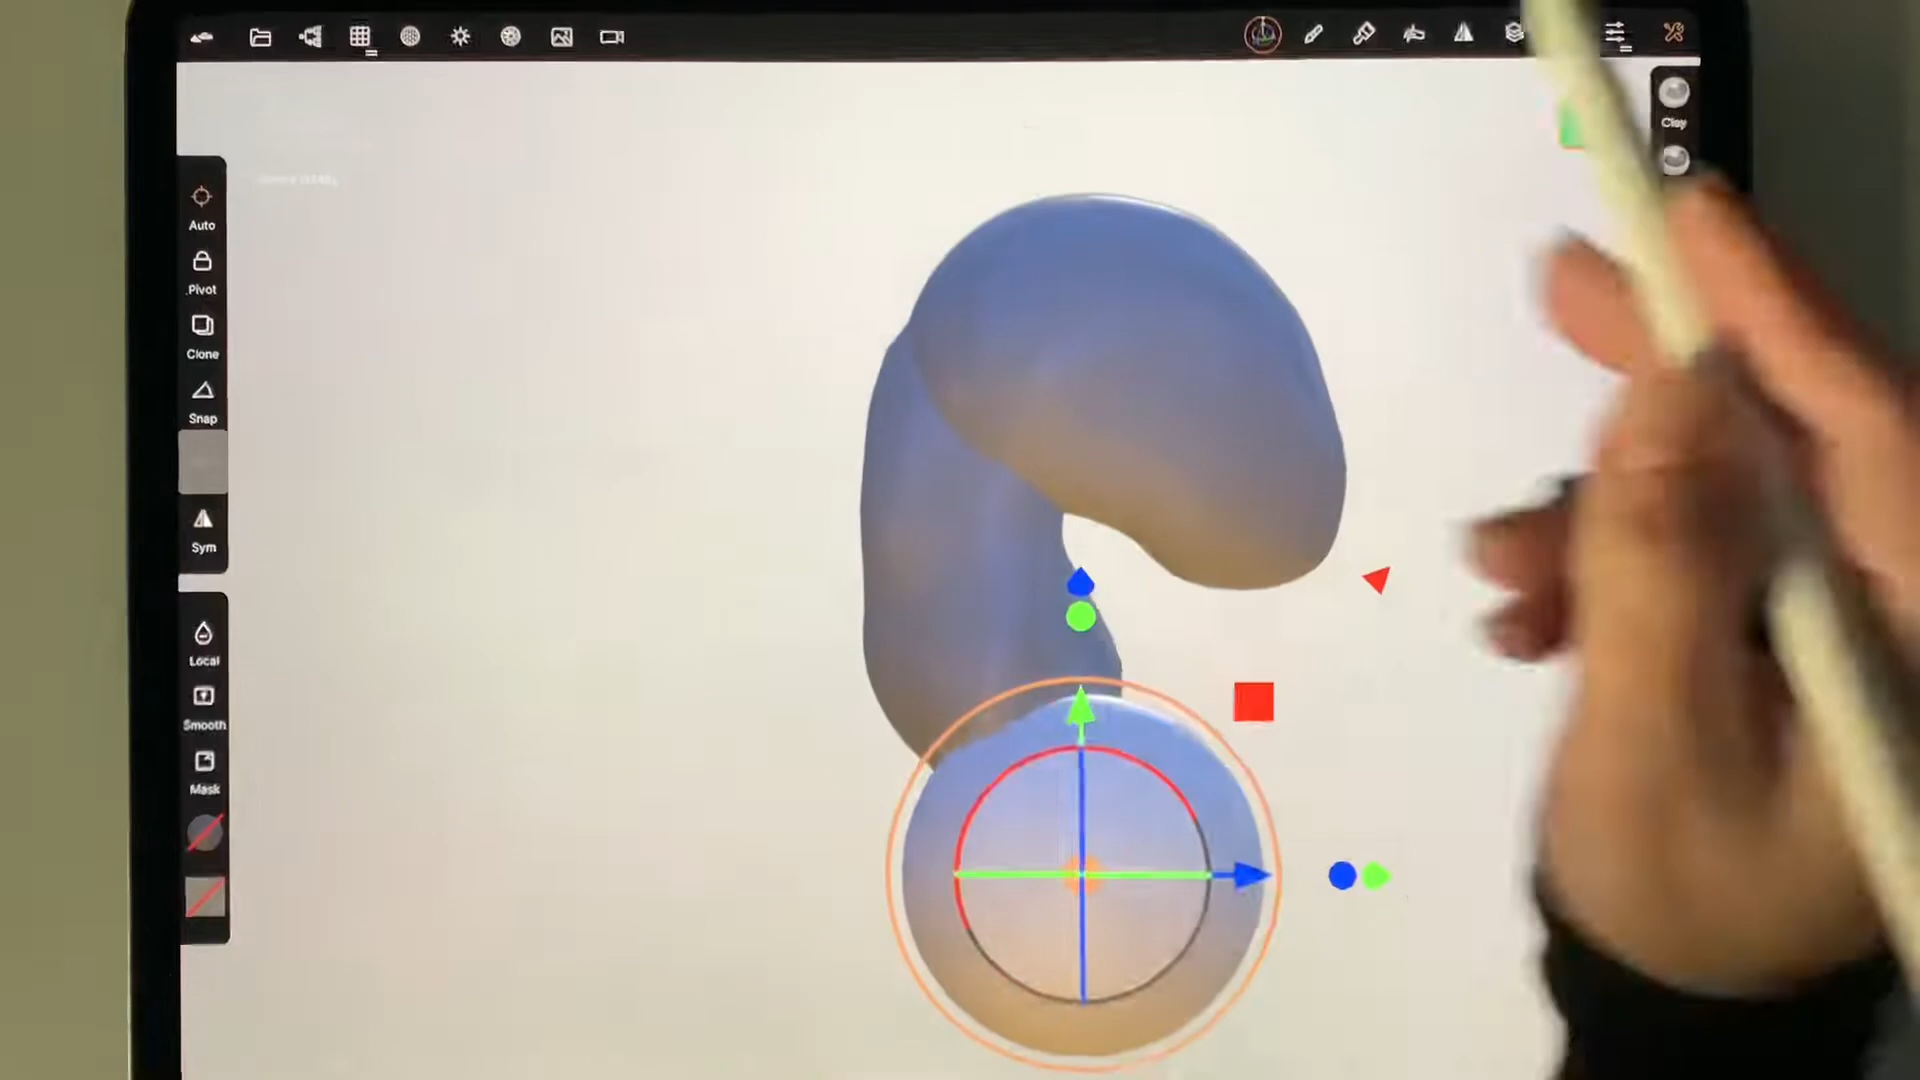 Auto
.Pivot
Clone
Snap
Sym
Local
Smooth
Mask
Clay